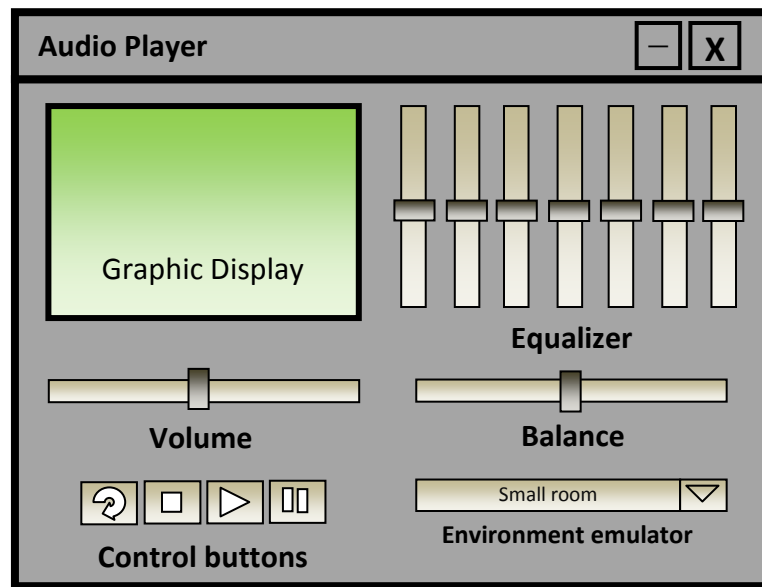 Audio Player
X
Graphic Display
Equalizer
Volume
Balance
Small room
Environment emulator
Control buttons